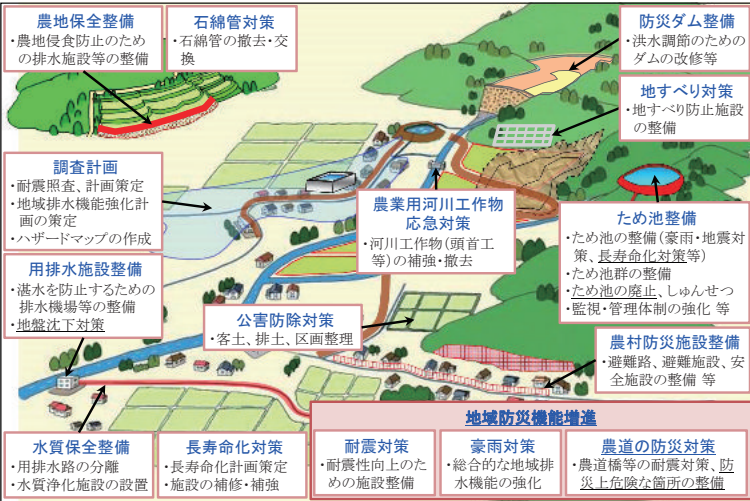 農地保全整備
・農地侵食防止のため
の排水施設等の整備
石綿管対策
・石綿管の撤去・交
換
防災ダム整備
・洪水調節のための
ダムの改修等
地すべり対策
・地すべり防止施設
の整備
調査計画
・耐震照査、計画策定
・地域排水機能強化計
画の策定
・ハザードマップの作成
農業用河川工作物
応急対策
・河川工作物(頭首工
等)の補強・撤去
ため池整備
・ため池の整備(豪雨・地震対
策、長寿命化対策等)
・ため池群の整備
・ため池の廃止、しゅんせつ
・監視・管理体制の強化 等
用排水施設整備
・湛水を防止するための
排水機場等の整備
・地盤沈下対策
公害防除対策
・客土、排土、区画整理
農村防災施設整備
・避難路、避難施設、安
全施設の整備 等
水質保全整備
・用排水路の分離
・水質浄化施設の設置
長寿命化対策
・長寿命化計画策定
・施設の補修・補強
地域防災機能増進
耐震対策
・耐震性向上のため
の施設整備
豪雨対策
・総合的な地域排
水機能の強化
農道の防災対策
・農道橋等の耐震対策、防
災上危険な箇所の整備